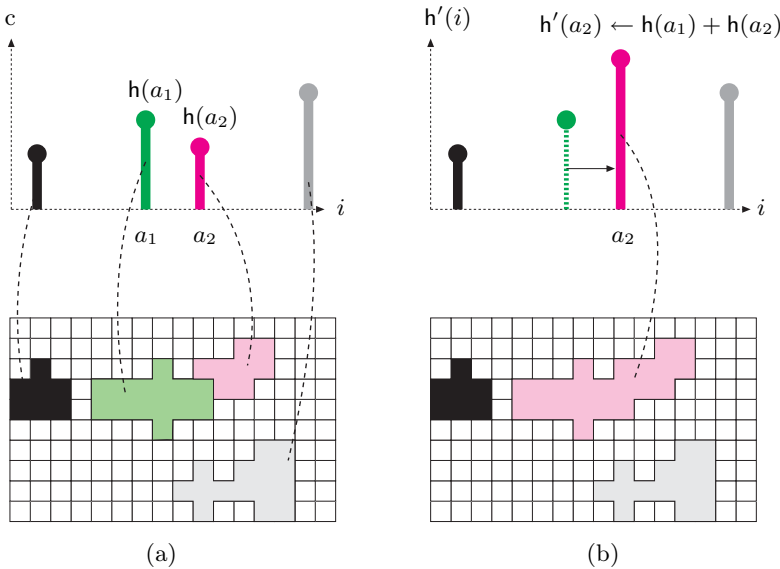 c
h(a₁)
h(a₂)
i
a₁ a₂
(a)
h′(i)
h′(a₂) ← h(a₁) + h(a₂)
i
a₂
(b)